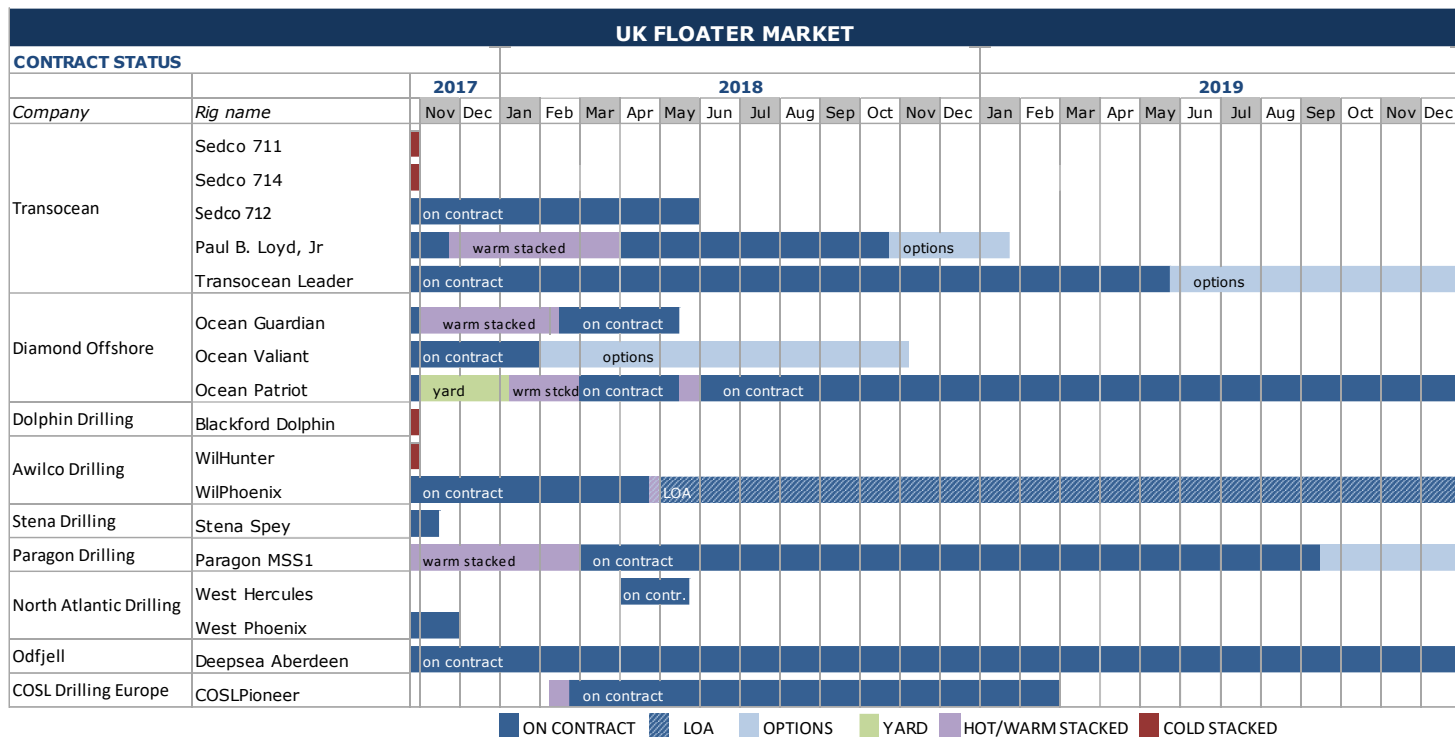 UK FLOATER MARKET
CONTRACT STATUS
2017 2018 2019
Company Rig name Nov Dec Jan Feb Mar Apr May Jun Jul Aug Sep Oct Nov Dec Jan Feb Mar Apr May Jun Jul Aug Sep Oct Nov Dec
Transocean
Sedco 711
Sedco 714
Sedco 712 on contract
Paul B. Loyd, Jr warm stacked options
Transocean Leader on contract options
Diamond Offshore
Ocean Guardian warm stacked on contract
Ocean Valiant on contract options
Ocean Patriot yard wrm stckd on contract on contract
Dolphin Drilling Blackford Dolphin
Awilco Drilling
WilHunter
WilPhoenix on contract LOA
Stena Drilling Stena Spey
Paragon Drilling Paragon MSS1 warm stacked on contract
North Atlantic Drilling
West Hercules on contr.
West Phoenix
Odfjell Deepsea Aberdeen on contract
COSL Drilling Europe COSLPioneer on contract
ON CONTRACT LOA OPTIONS YARD HOT/WARM STACKED COLD STACKED